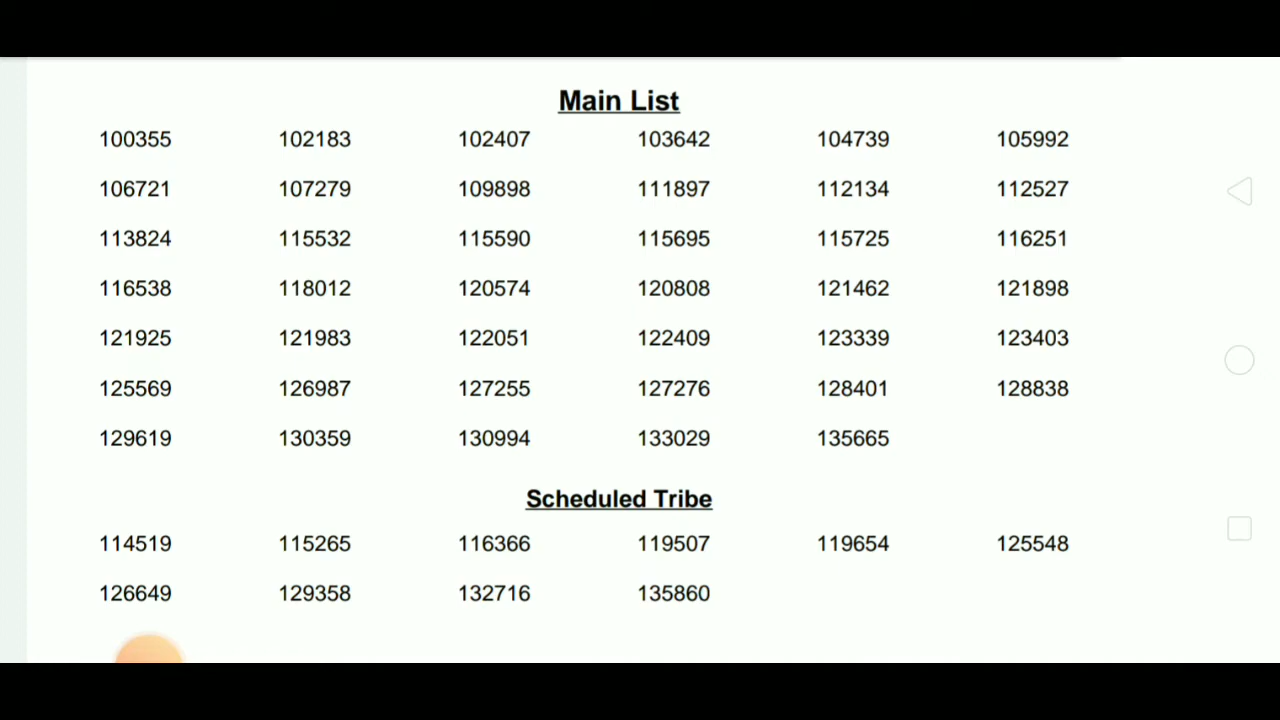 Main List
100355 102183 102407 103642 104739 105992
106721 107279 109898 111897 112134 112527
113824 115532 115590 115695 115725 116251
116538 118012 120574 120808 121462 121898
121925 121983 122051 122409 123339 123403
125569 126987 127255 127276 128401 128838
129619 130359 130994 133029 135665
Scheduled Tribe
114519 115265 116366 119507 119654 125548
126649 129358 132716 135860